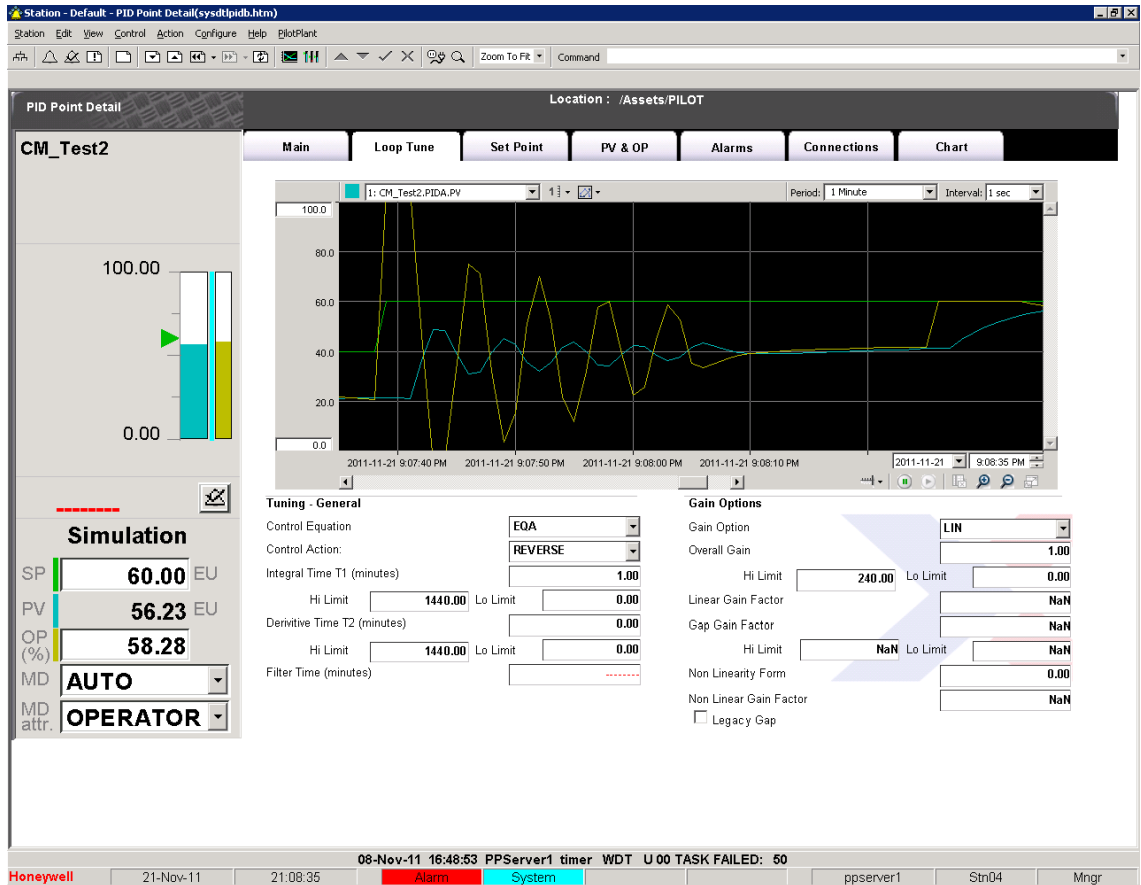 Station - Default - PID Point Detail(sysdtlpidb.htm)
Station Edit View Control Action Configure Help PilotPlant
Zoom To Fit Command
PID Point Detail
Location : /Assets/PILOT
CM_Test2
Main Loop Tune Set Point PV & OP Alarms Connections Chart
1: CM_Test2.PIDA.PV Period: 1 Minute Interval: 1 sec
100.0
80.0
60.0
40.0
20.0
0.0
2011-11-21 9:07:40 PM 2011-11-21 9:07:50 PM 2011-11-21 9:08:00 PM 2011-11-21 9:08:10 PM 2011-11-21 9:08:35 PM
100.00
0.00
--------
Simulation
SP 60.00 EU
PV 56.23 EU
OP (%) 58.28
MD AUTO
MD attr. OPERATOR
Tuning - General
Control Equation EQA
Control Action: REVERSE
Integral Time T1 (minutes) 1.00
Hi Limit 1440.00 Lo Limit 0.00
Derivitive Time T2 (minutes) 0.00
Hi Limit 1440.00 Lo Limit 0.00
Filter Time (minutes) --------
Gain Options
Gain Option LIN
Overall Gain 1.00
Hi Limit 240.00 Lo Limit 0.00
Linear Gain Factor NaN
Gap Gain Factor NaN
Hi Limit NaN Lo Limit NaN
Non Linearity Form 0.00
Non Linear Gain Factor NaN
Legacy Gap
08-Nov-11 16:48:53 PPServer1 timer WDT U 00 TASK FAILED: 50
Honeywell 21-Nov-11 21:08:35 Alarm System ppserver1 Stn04 Mngr